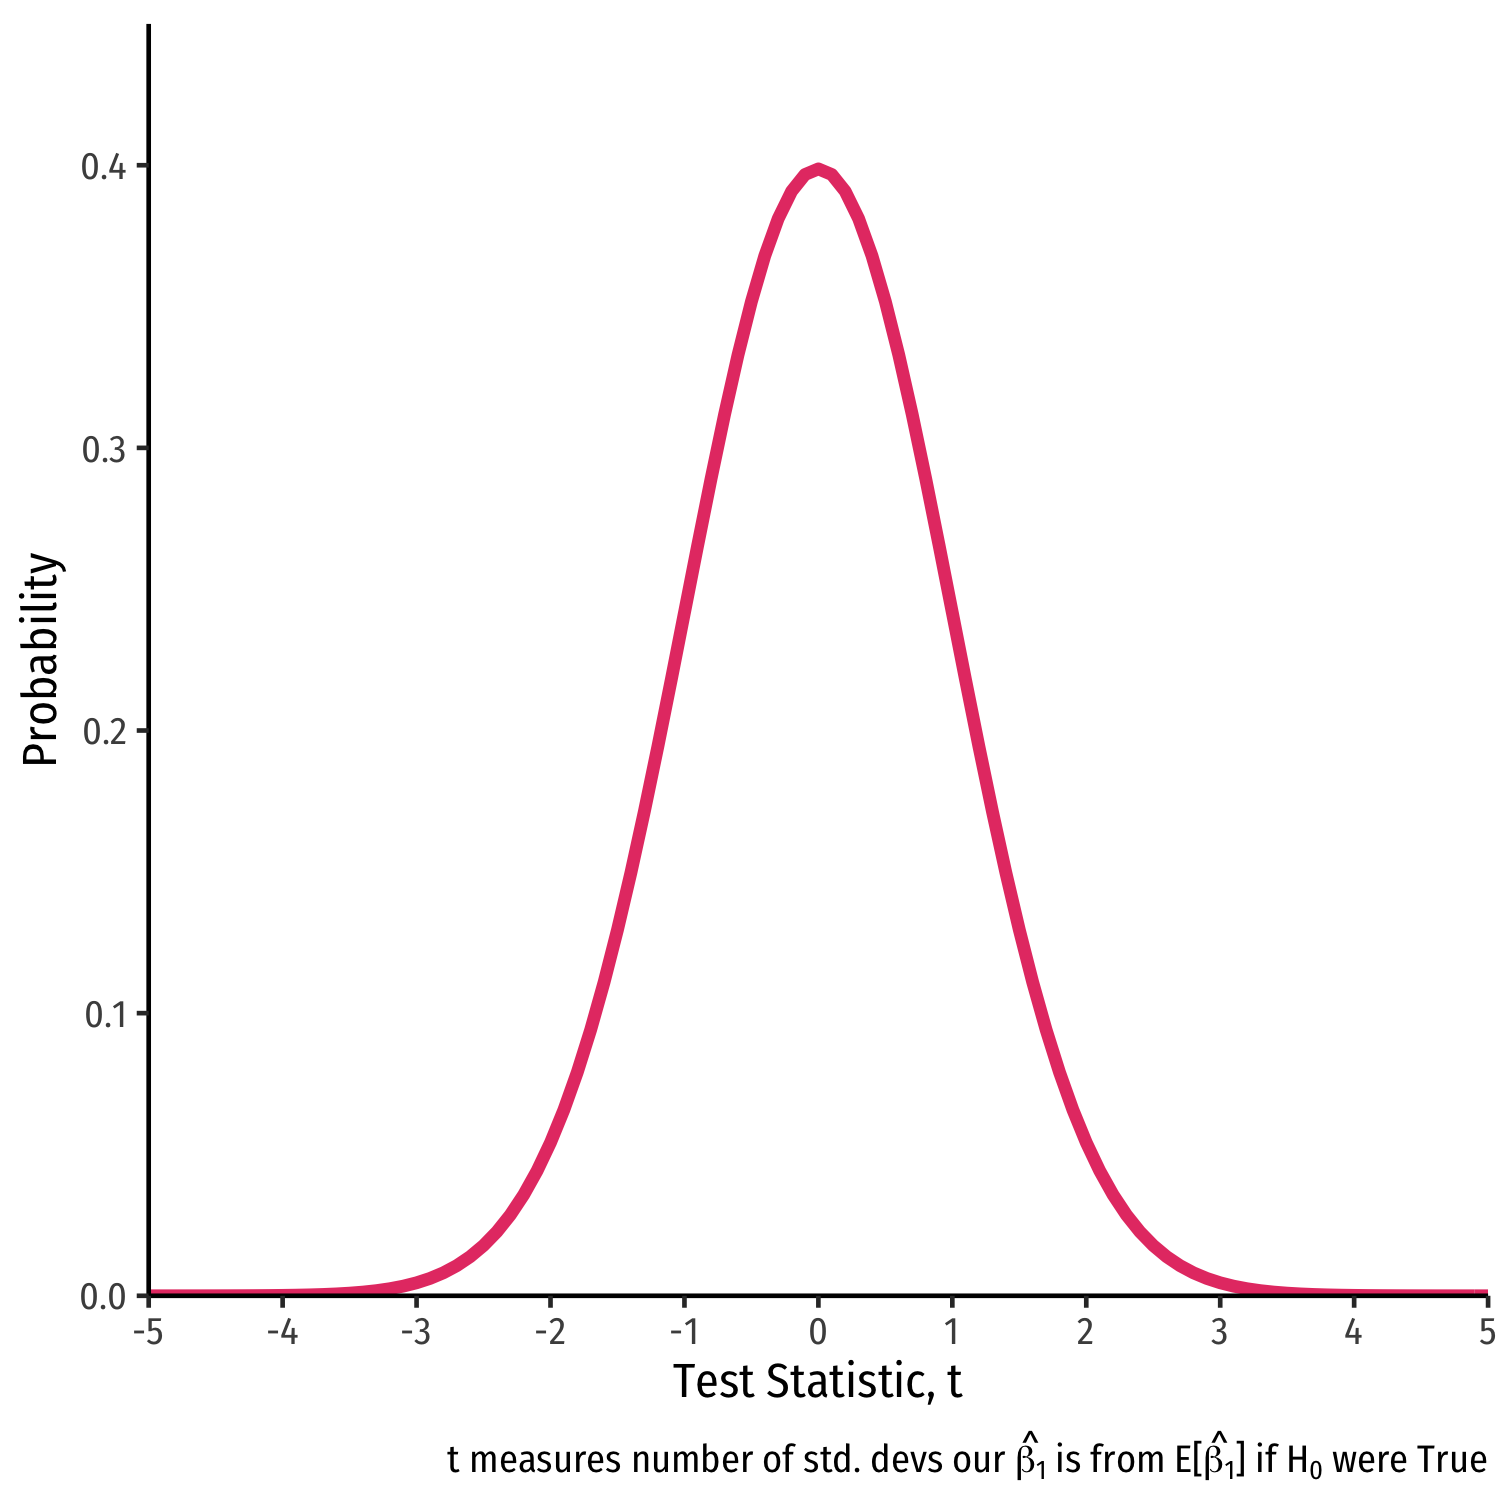 0.4
0.3
0.2
0.1
0.0
Probability
-5 -4 -3 -2 -1 0 1 2 3 4 5
Test Statistic, t
t measures number of std. devs our β̂₁ is from E[β̂₁] if H₀ were True